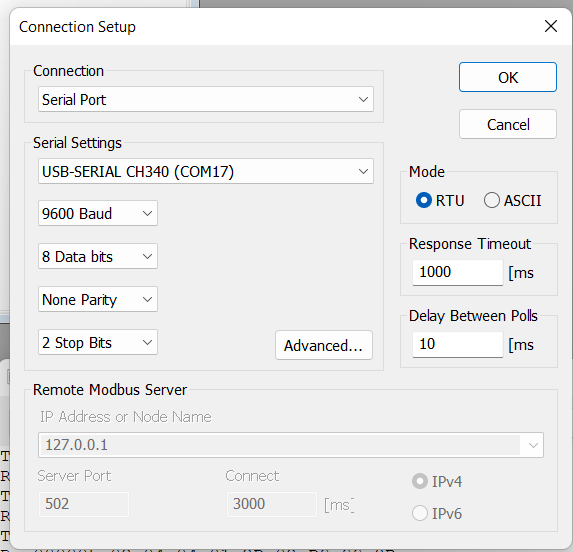 Connection Setup
Connection
OK
Serial Port
Cancel
Serial Settings
USB-SERIAL CH340 (COM17)
Mode
RTU
ASCII
9600 Baud
Response Timeout
8 Data bits
1000 [ms
None Parity
Delay Between Polls
2 Stop Bits
Advanced...
10 [ms
Remote Modbus Server
IP Address or Node Name
127.0.0.1
Server Port
Connect
IPv4
502
3000 [ms]
IPv6
T
R
T
R
T